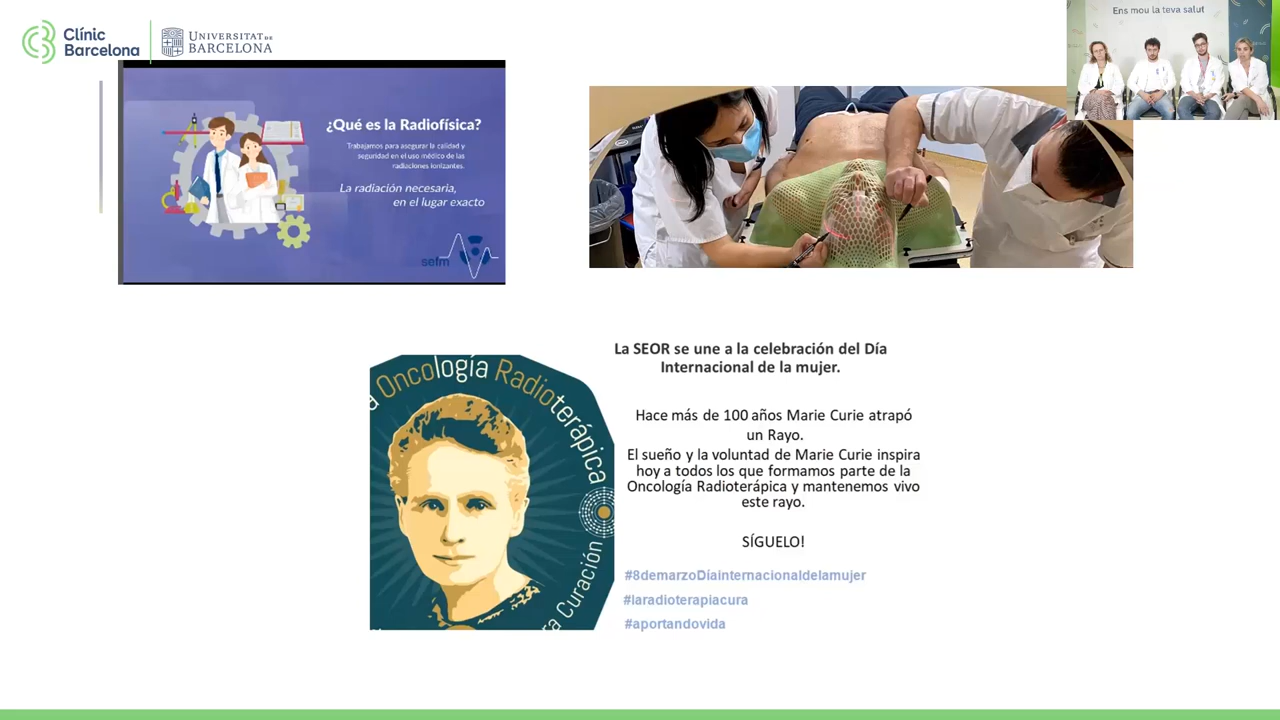 Clínic
Barcelona
UNIVERSITAT DE
BARCELONA
Ens mou la teva salut
¿Qué es la Radiofísica?
Trabajamos para asegurar la calidad y
seguridad en el uso médico de las
radiaciones ionizantes.
La radiación necesaria,
en el lugar exacto
sefm
La SEOR se une a la celebración del Día
Internacional de la mujer.
a Oncología Radioterápica
ra Curación
Hace más de 100 años Marie Curie atrapó
un Rayo.
El sueño y la voluntad de Marie Curie inspira
hoy a todos los que formamos parte de la
Oncología Radioterápica y mantenemos vivo
este rayo.
SÍGUELO!
#8demarzoDíainternacionaldelamujer
#laradioterapiacura
#aportandovida